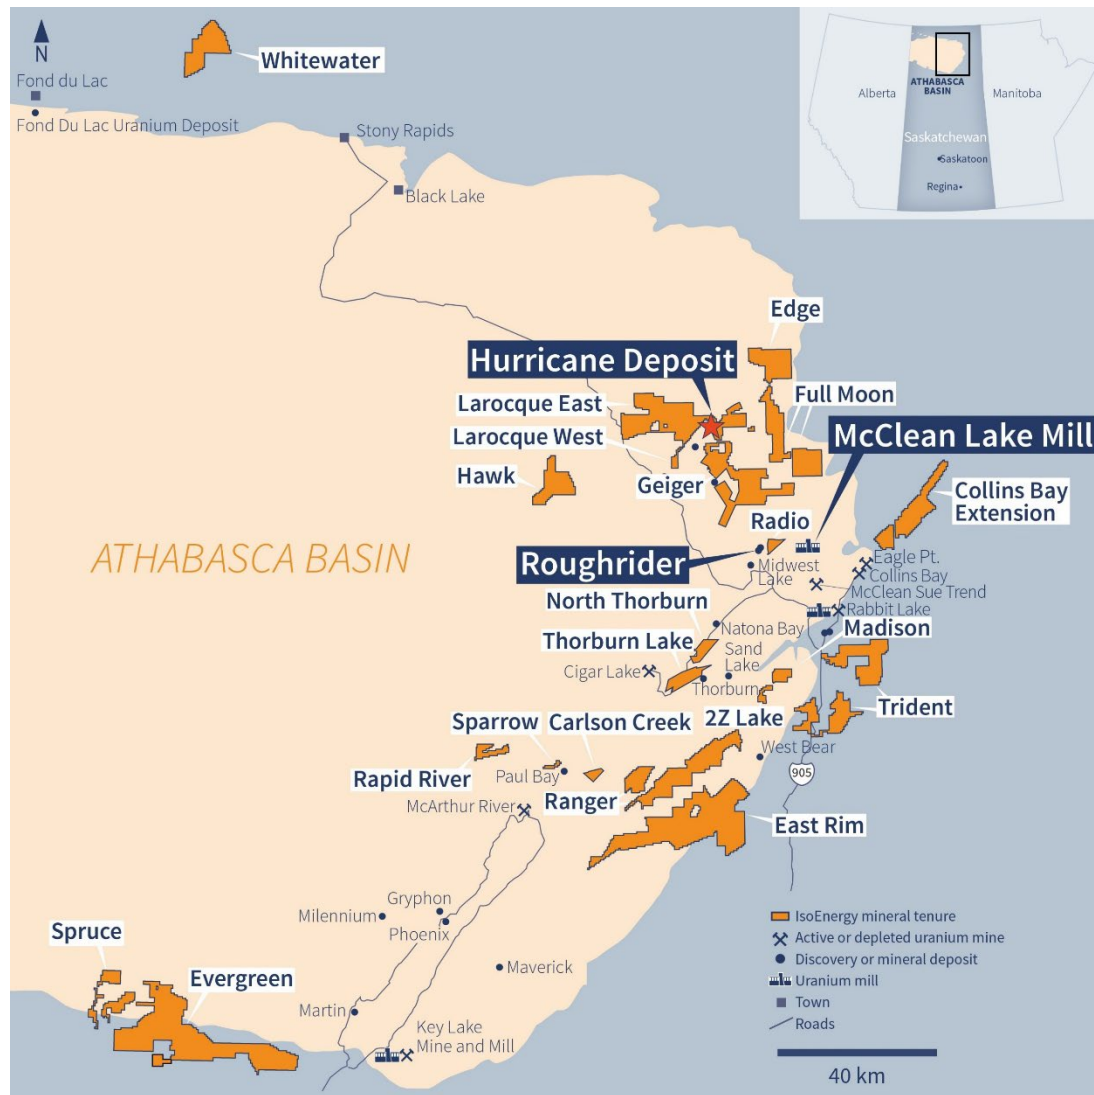 N
Whitewater
Fond du Lac
Fond Du Lac Uranium Deposit
Stony Rapids
Black Lake
Alberta
ATHABASCA
BASIN
Manitoba
Saskatchewan
Saskatoon
Regina
Edge
Hurricane Deposit
Larocque East
Full Moon
Larocque West
McClean Lake Mill
Hawk
Geiger
Collins Bay
Extension
Radio
ATHABASCA BASIN
Roughrider
Midwest
Lake
Eagle Pt.
Collins Bay
McClean Sue Trend
North Thorburn
Rabbit Lake
Natona Bay
Madison
Thorburn Lake
Sand
Lake
Cigar Lake
Thorburn
Trident
Sparrow
Carlson Creek
2Z Lake
West Bear
Rapid River
Paul Bay
905
Ranger
McArthur River
East Rim
Gryphon
Milennium
Phoenix
Spruce
Maverick
Evergreen
Martin
Key Lake
Mine and Mill
IsoEnergy mineral tenure
Active or depleted uranium mine
Discovery or mineral deposit
Uranium mill
Town
Roads
40 km